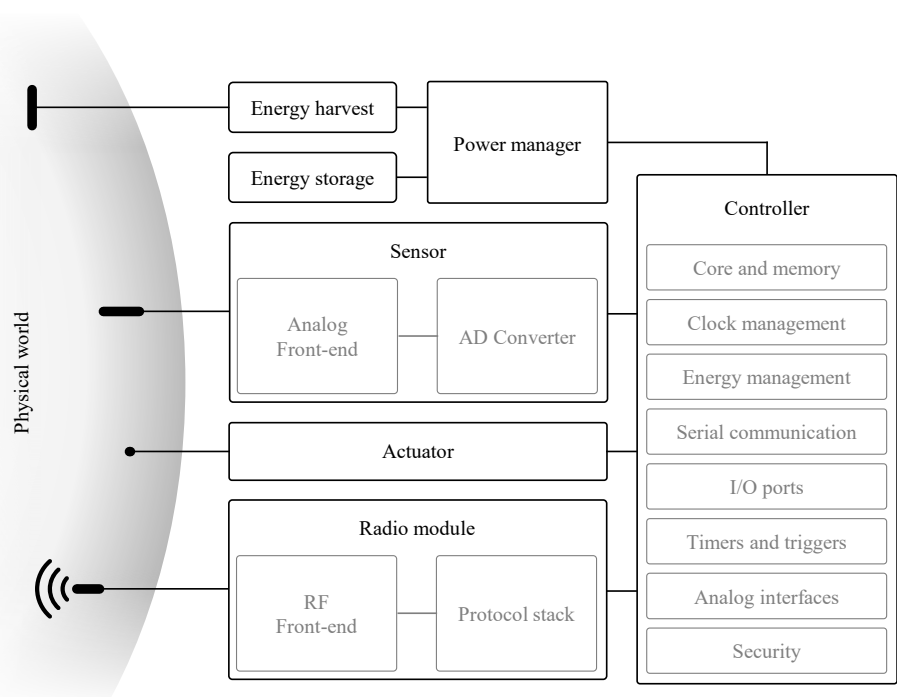 Physical world
Energy harvest
Energy storage
Power manager
Sensor
Analog
Front-end
AD Converter
Actuator
Radio module
RF
Front-end
Protocol stack
Controller
Core and memory
Clock management
Energy management
Serial communication
I/O ports
Timers and triggers
Analog interfaces
Security